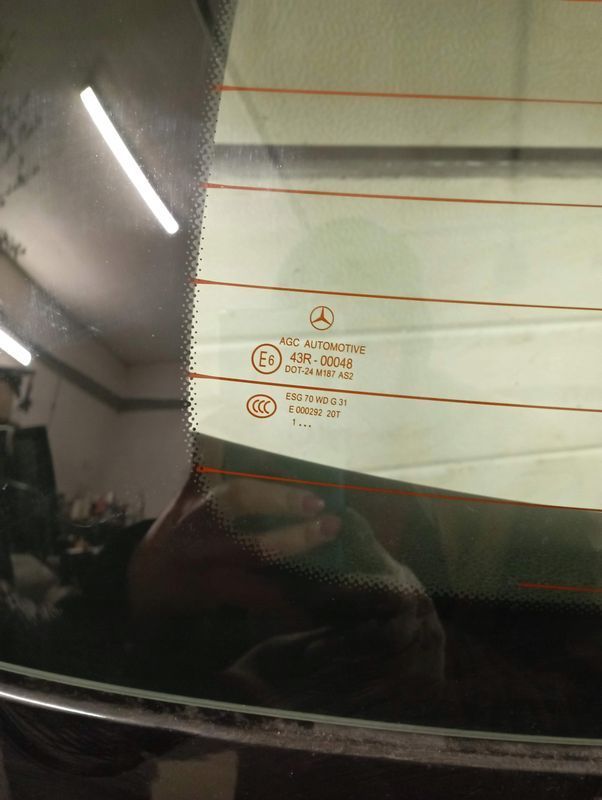 AGC AUTOMOTIVE
E6 43R-00048
DOT-24 M187 AS2
CCC ESG 70 WD G 31
E 000292 20T
1 ...